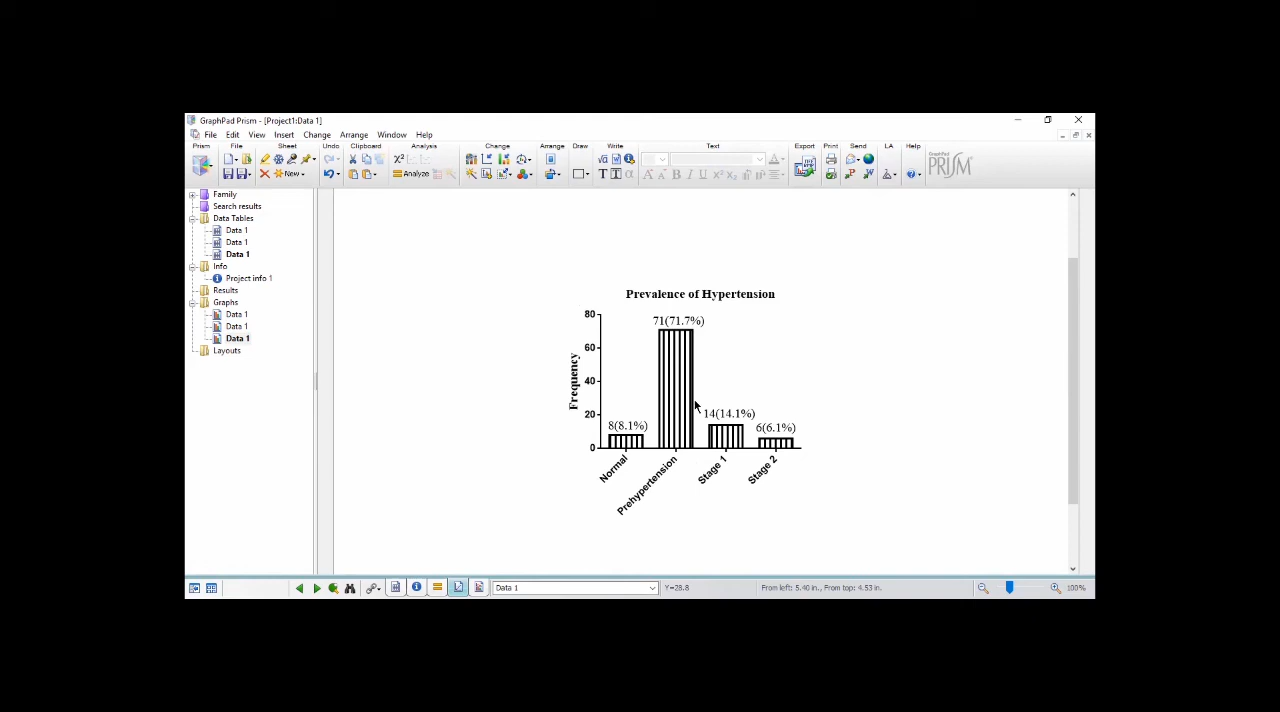 GraphPad Prism - [Project1:Data 1]
File Edit View Insert Change Arrange Window Help
Prism File Sheet Undo Clipboard Analysis Change Arrange Draw Write Text Export Print Send LA Help
New
Analyze
GraphPad
PRISM
Family
Search results
Data Tables
Data 1
Data 1
Data 1
Info
Project info 1
Results
Graphs
Data 1
Data 1
Data 1
Layouts
Prevalence of Hypertension
Frequency
80
60
40
20
0
8(8.1%)
71(71.7%)
14(14.1%)
6(6.1%)
Normal
Prehypertension
Stage 1
Stage 2
Data 1
Y=28.8
From left: 5.40 in., From top: 4.53 in.
100%